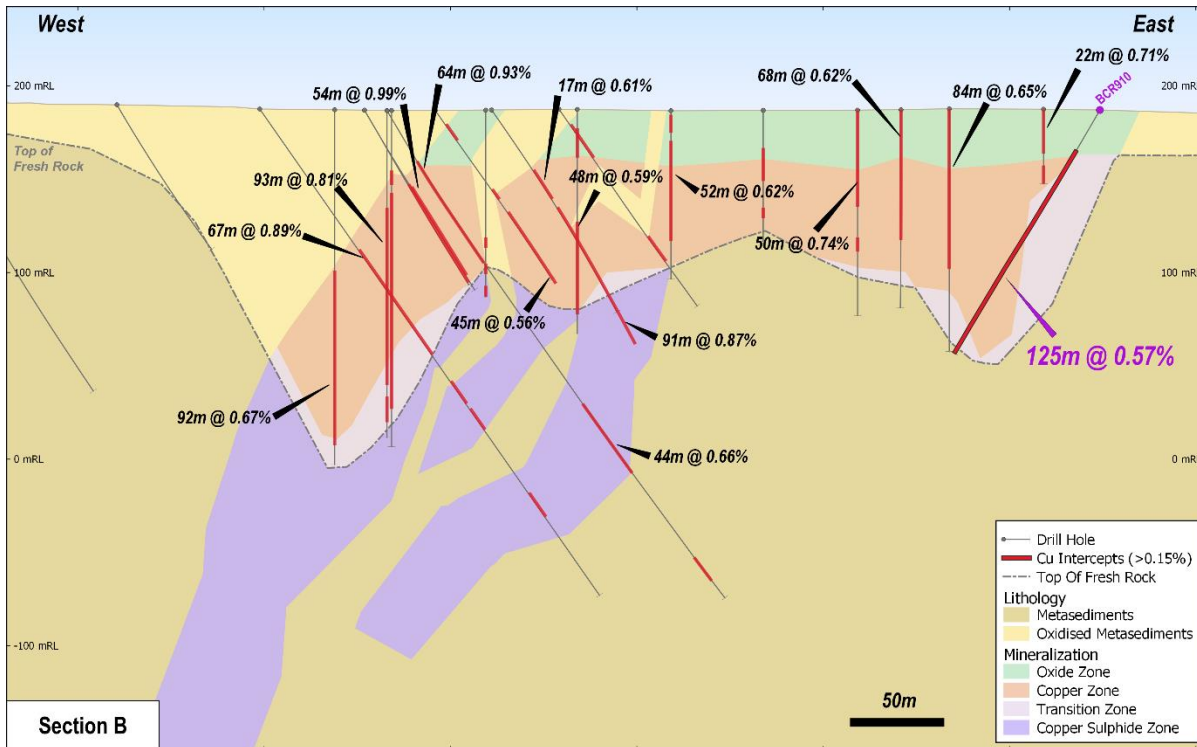 West
East
64m @ 0.93%
54m @ 0.99%
17m @ 0.61%
68m @ 0.62%
22m @ 0.71%
84m @ 0.65%
BCR910
200 mRL
200 mRL
Top of
Fresh Rock
93m @ 0.81%
48m @ 0.59%
52m @ 0.62%
67m @ 0.89%
50m @ 0.74%
100 mRL
100 mRL
45m @ 0.56%
91m @ 0.87%
125m @ 0.57%
92m @ 0.67%
44m @ 0.66%
0 mRL
0 mRL
-100 mRL
50m
Section B
Drill Hole
Cu Intercepts (>0.15%)
Top Of Fresh Rock
Lithology
Metasediments
Oxidised Metasediments
Mineralization
Oxide Zone
Copper Zone
Transition Zone
Copper Sulphide Zone